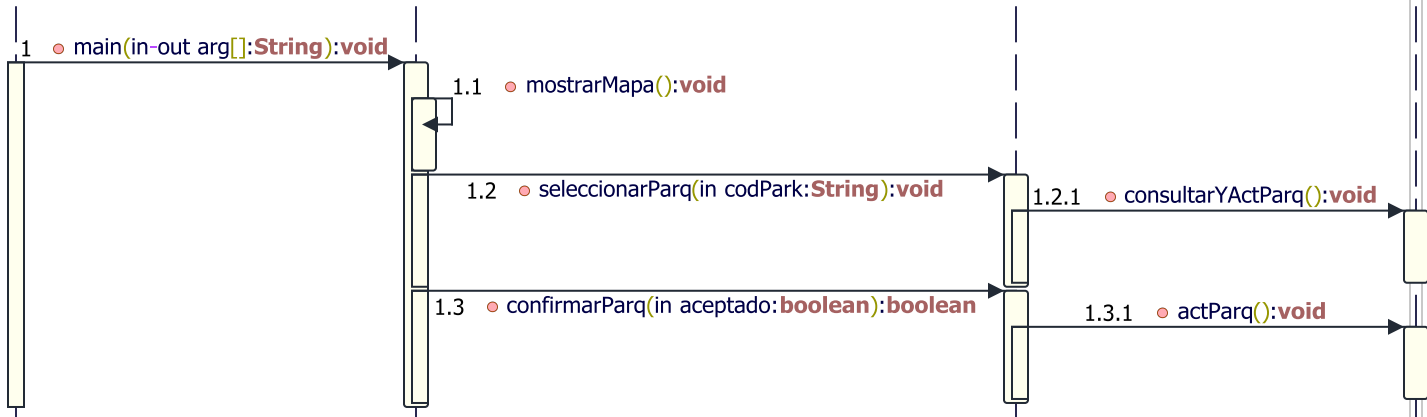 1 main(in-out arg[]:String):void
1.1 mostrarMapa():void
1.2 seleccionarParq(in codPark:String):void
1.2.1 consultarYActParq():void
1.3 confirmarParq(in aceptado:boolean):boolean
1.3.1 actParq():void